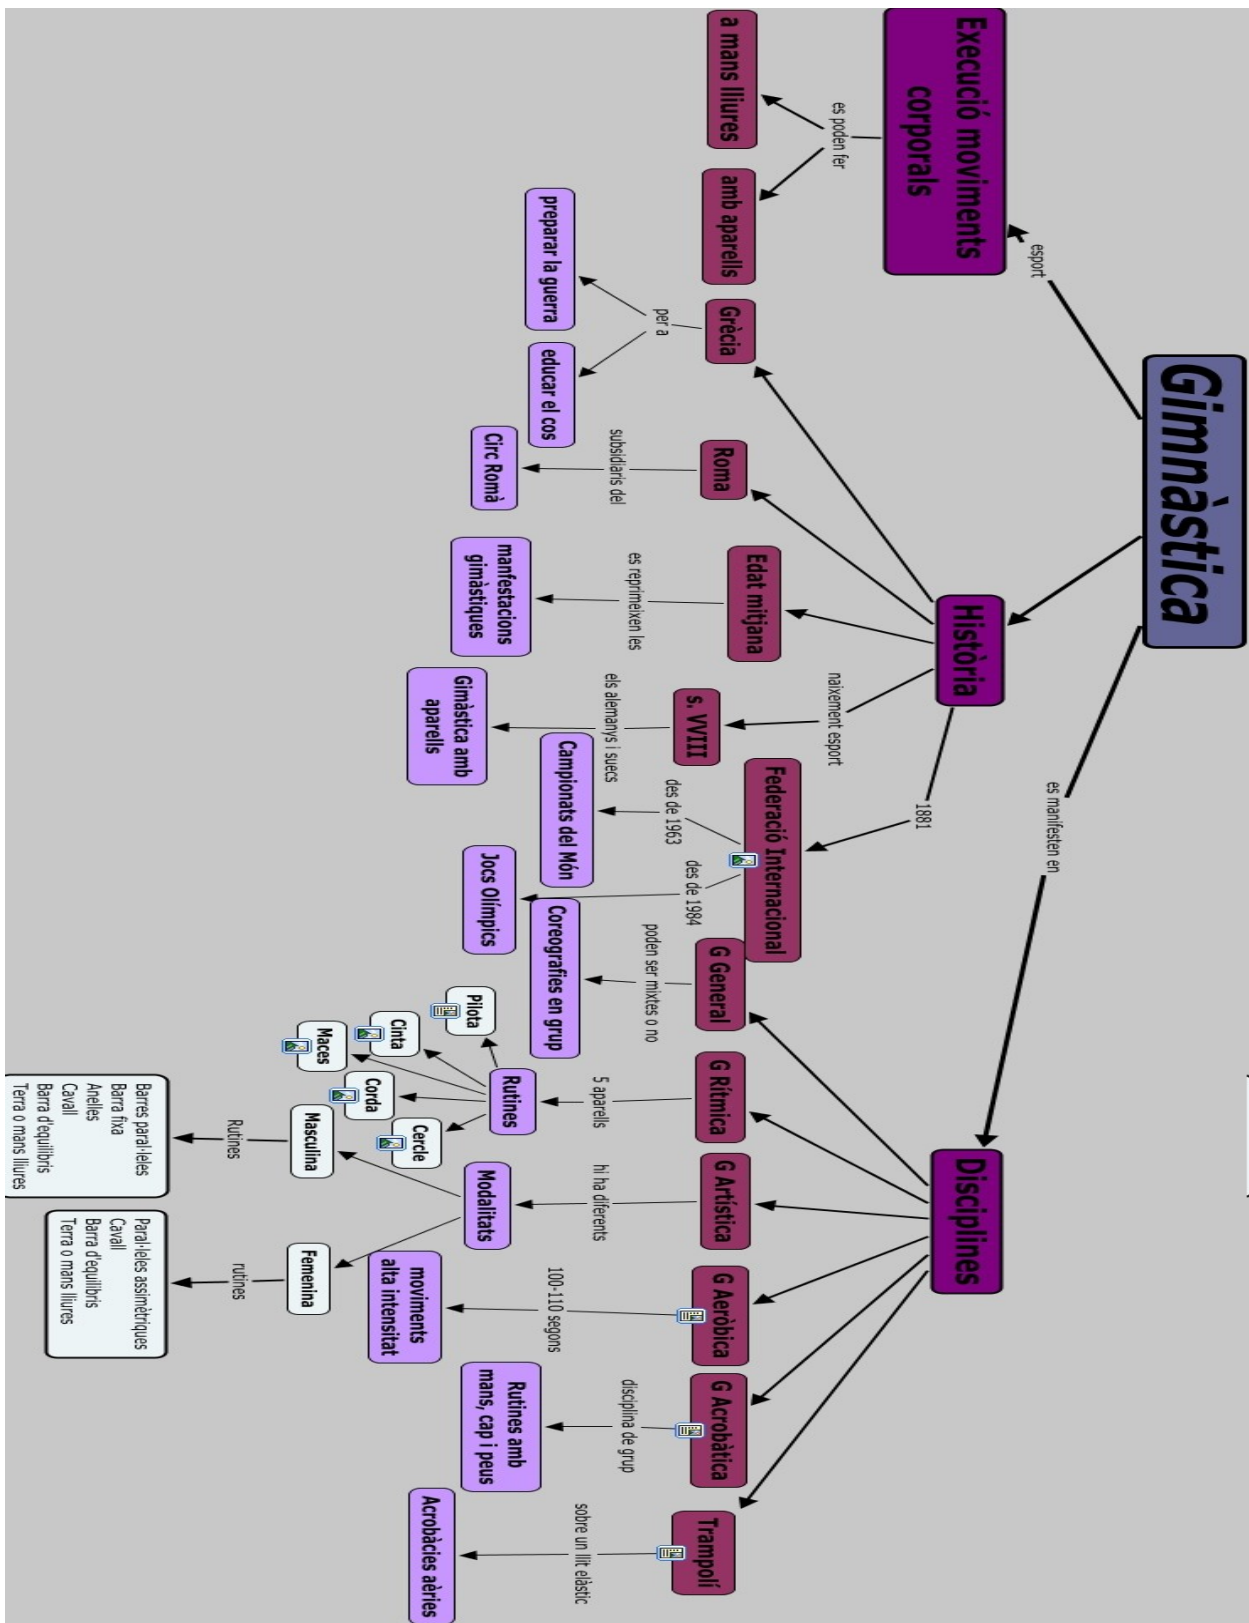 Gimnàstica
esport
Execució moviments
corporals
es poden fer
a mans lliures
amb aparells
Història
Grècia
per a
preparar la guerra
educar el cos
Roma
subsidiaris del
Circ Romà
Edat mitjana
es reprimeixen les
manfestacions
gimàstiques
naixement esport
s. VVIII
els alemanys i suecs
Gimàstica amb
aparells
1881
Federació Internacional
des de 1963
Campionats del Món
des de 1984
Jocs Olímpics
es manifesten en
Disciplines
G General
poden ser mixtes o no
Coreografies en grup
G Rítmica
5 aparells
Rutines
Pilota
Cinta
Maces
Corda
Cercle
G Artística
hi ha diferents
Modalitats
Masculina
Rutines
Barres paral·leles
Barra fixa
Anelles
Cavall
Barra d'equilibris
Terra o mans lliures
Femenina
rutines
Paral·leles assimètriques
Cavall
Barra d'equilibris
Terra o mans lliures
G Aeròbica
100-110 segons
moviments
alta intensitat
G Acrobàtica
disciplina de grup
Rutines amb
mans, cap i peus
Trampolí
sobre un llit elàstic
Acrobàcies aèries